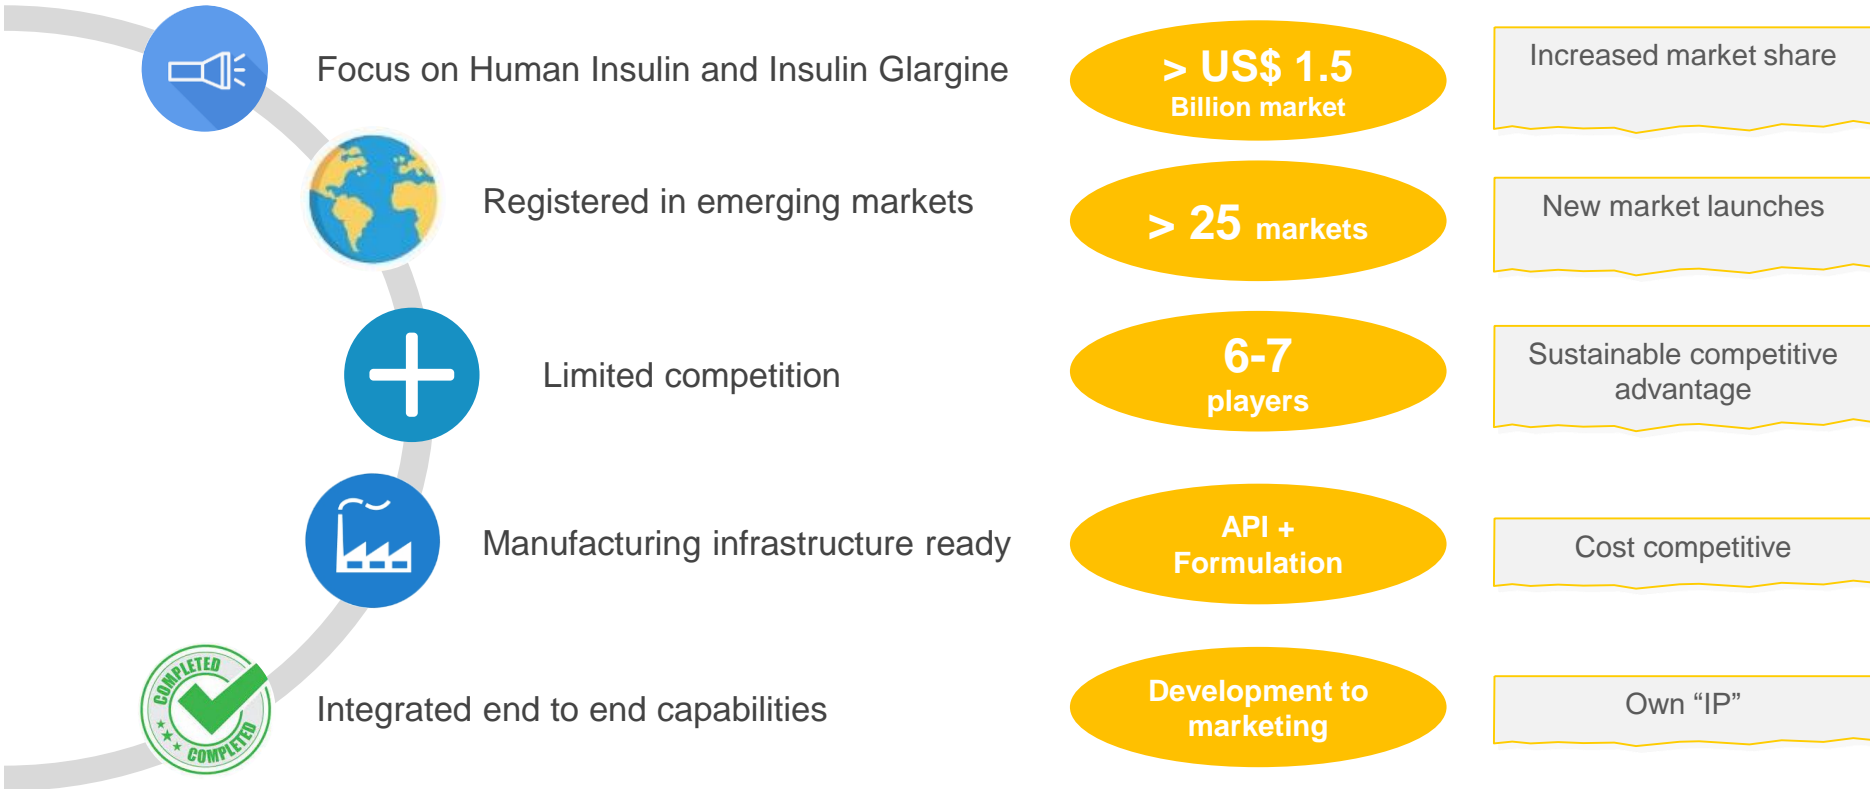 Focus on Human Insulin and Insulin Glargine
> US$ 1.5
Billion market
Increased market share
Registered in emerging markets
> 25 markets
New market launches
Limited competition
6-7
players
Sustainable competitive
advantage
Manufacturing infrastructure ready
API +
Formulation
Cost competitive
COMPLETED
COMPLETED
Integrated end to end capabilities
Development to
marketing
Own “IP”